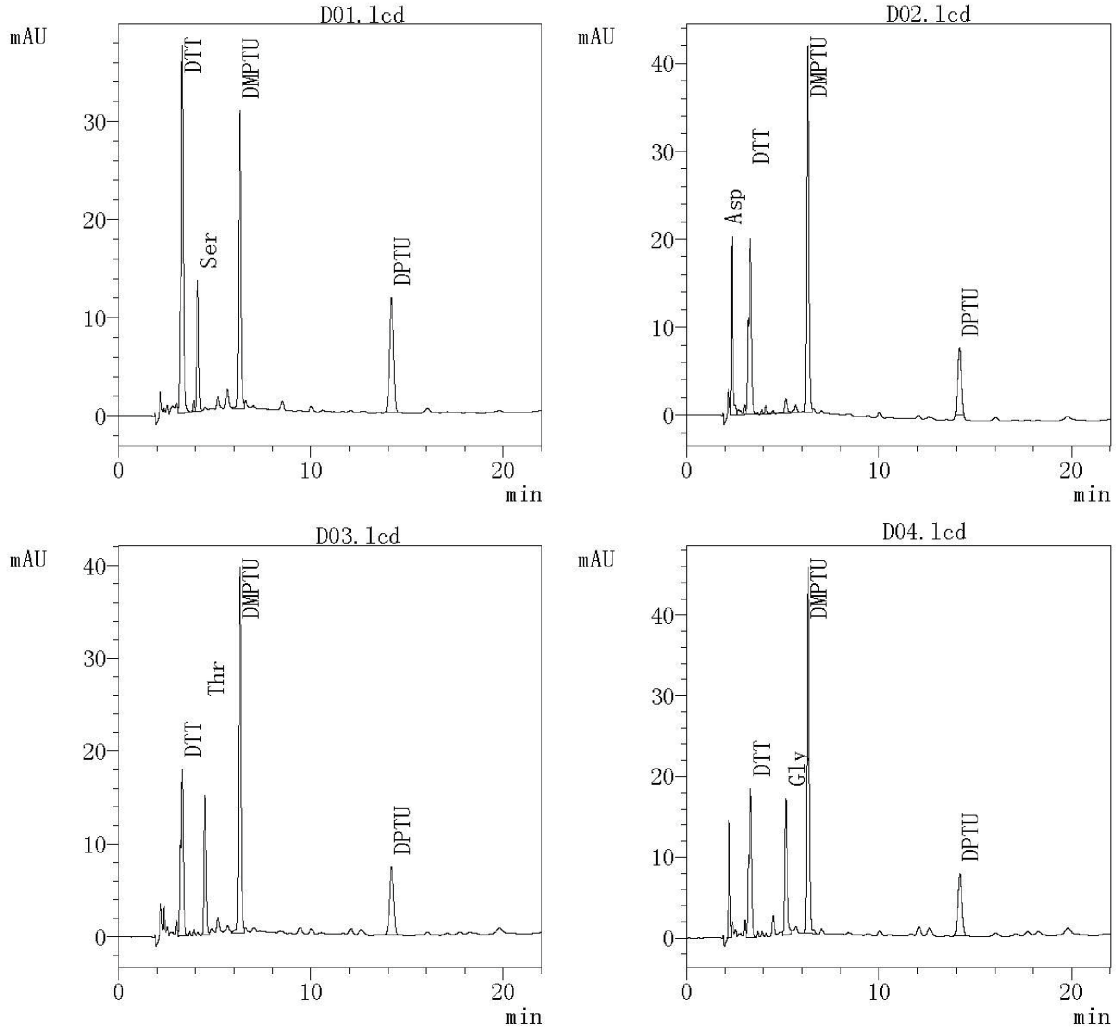 D01.lcd
mAU
DTT
Ser
DMPTU
DPTU
30
20
10
0
0 10 20
min
D02.lcd
mAU
Asp
DTT
DMPTU
DPTU
40
30
20
10
0
0 10 20
min
D03.lcd
mAU
DTT
Thr
DMPTU
DPTU
40
30
20
10
0
0 10 20
min
D04.lcd
mAU
DTT
Gly
DMPTU
DPTU
40
30
20
10
0
0 10 20
min